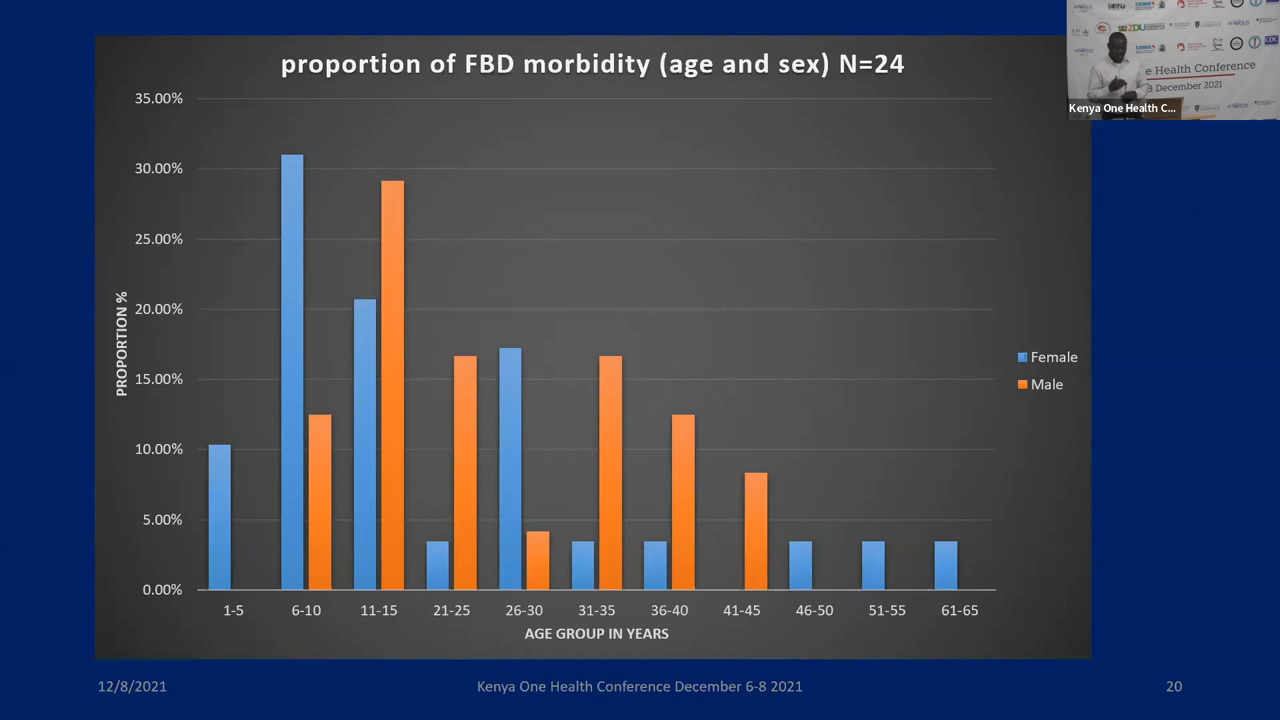 proportion of FBD morbidity (age and sex) N=24
35.00%
30.00%
25.00%
20.00%
15.00%
10.00%
5.00%
0.00%
PROPORTION %
1-5 6-10 11-15 21-25 26-30 31-35 36-40 41-45 46-50 51-55 61-65
AGE GROUP IN YEARS
Female
Male
e Health Conference
8 December 2021
ZDU
Kenya One Health C...
12/8/2021
Kenya One Health Conference December 6-8 2021
20